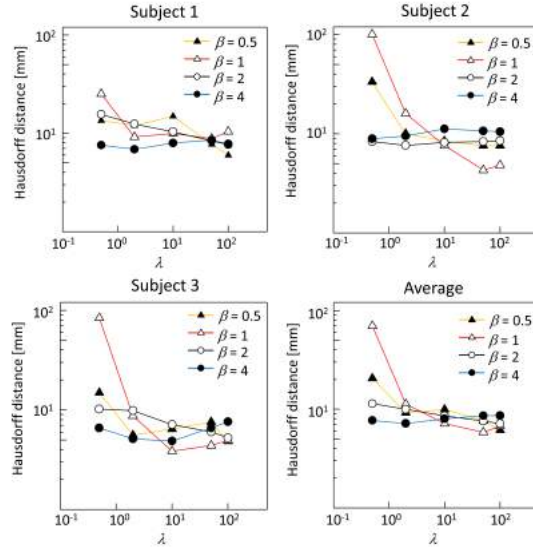 Subject 1
Hausdorff distance [mm]
10²
10¹
β = 0.5
β = 1
β = 2
β = 4
10⁻¹ 10⁰ 10¹ 10²
λ
Subject 2
Hausdorff distance [mm]
10²
10¹
β = 0.5
β = 1
β = 2
β = 4
10⁻¹ 10⁰ 10¹ 10²
λ
Subject 3
Hausdorff distance [mm]
10²
10¹
β = 0.5
β = 1
β = 2
β = 4
10⁻¹ 10⁰ 10¹ 10²
λ
Average
Hausdorff distance [mm]
10²
10¹
β = 0.5
β = 1
β = 2
β = 4
10⁻¹ 10⁰ 10¹ 10²
λ